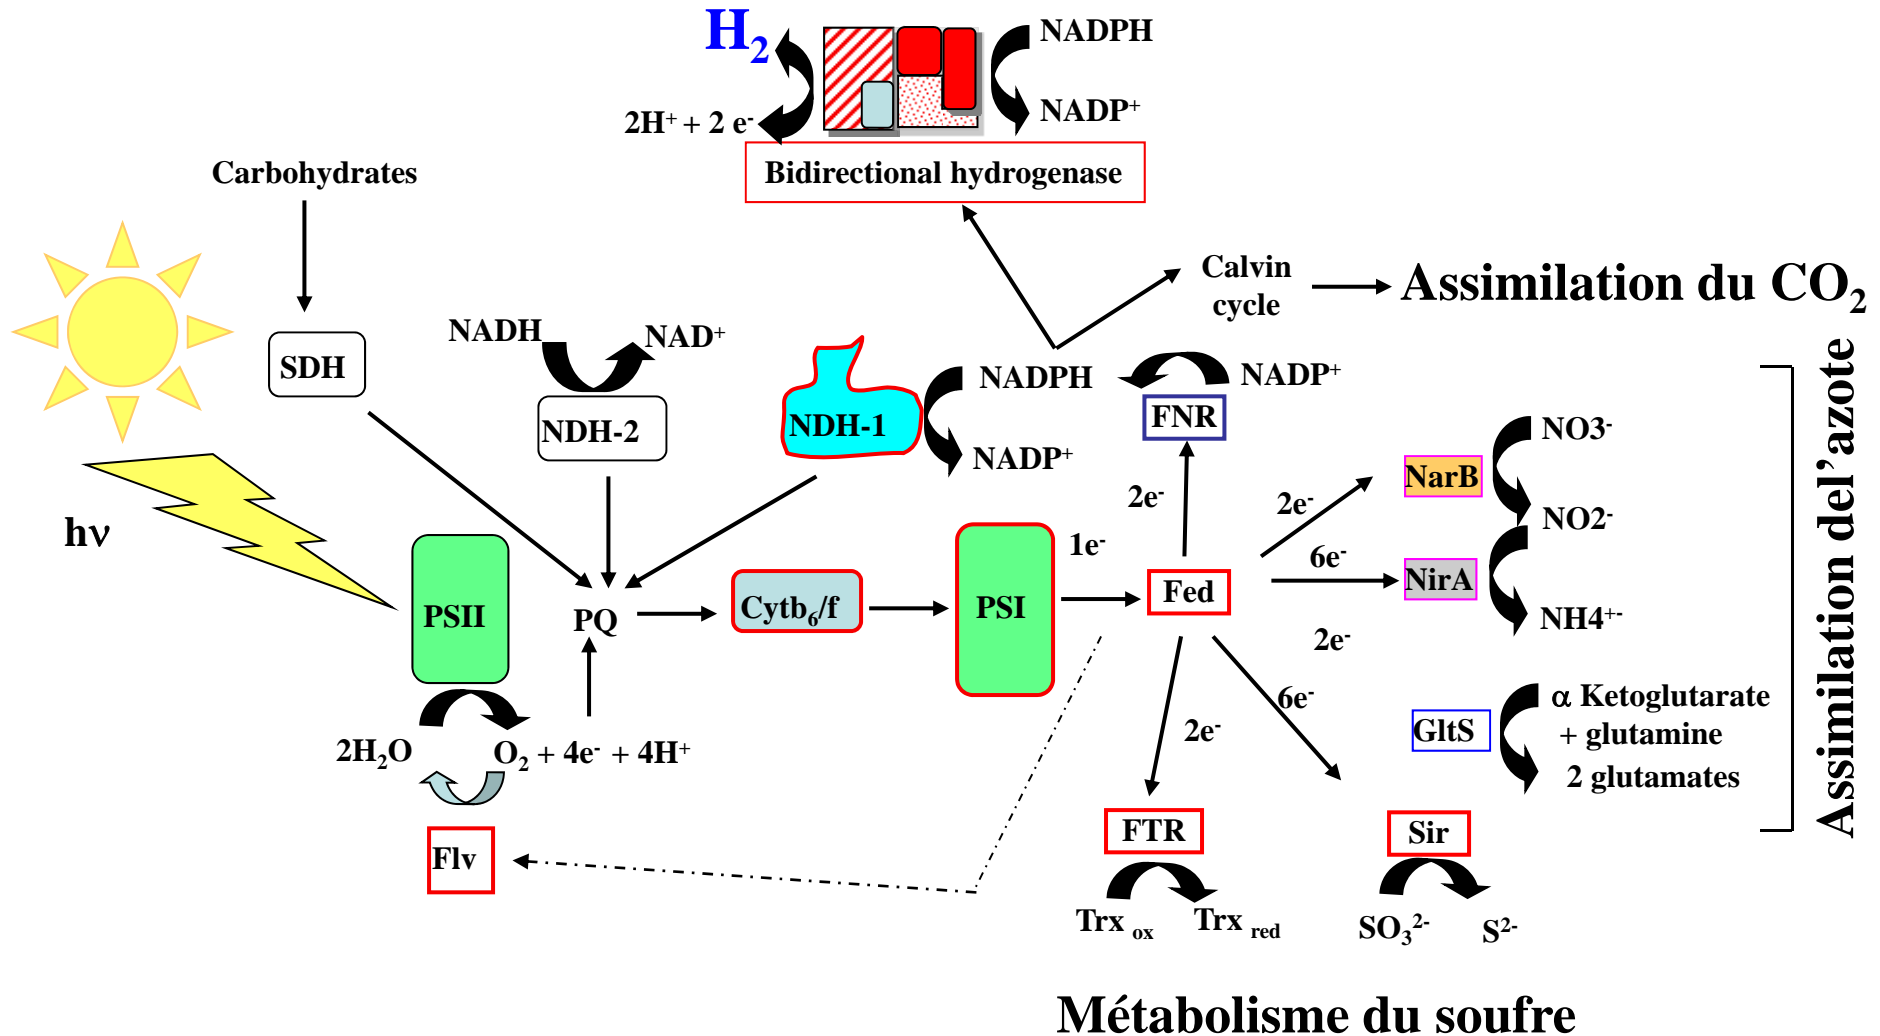 H2
NADPH
2H+ + 2 e-
NADP+
Bidirectional hydrogenase
Carbohydrates
Calvin
cycle
Assimilation du CO2
SDH
NADH
NAD+
NDH-2
NDH-1
NADPH
NADP+
NADP+
FNR
2e-
hν
PSII
PQ
Cytb6/f
PSI
1e-
Fed
2e-
NarB
NO3-
NO2-
6e-
NirA
NH4+-
2e-
2H2O
O2 + 4e- + 4H+
Flv
2e-
6e-
GltS
α Ketoglutarate
+ glutamine
2 glutamates
Assimilation del'azote
FTR
Trx ox
Trx red
Sir
SO32-
S2-
Métabolisme du soufre